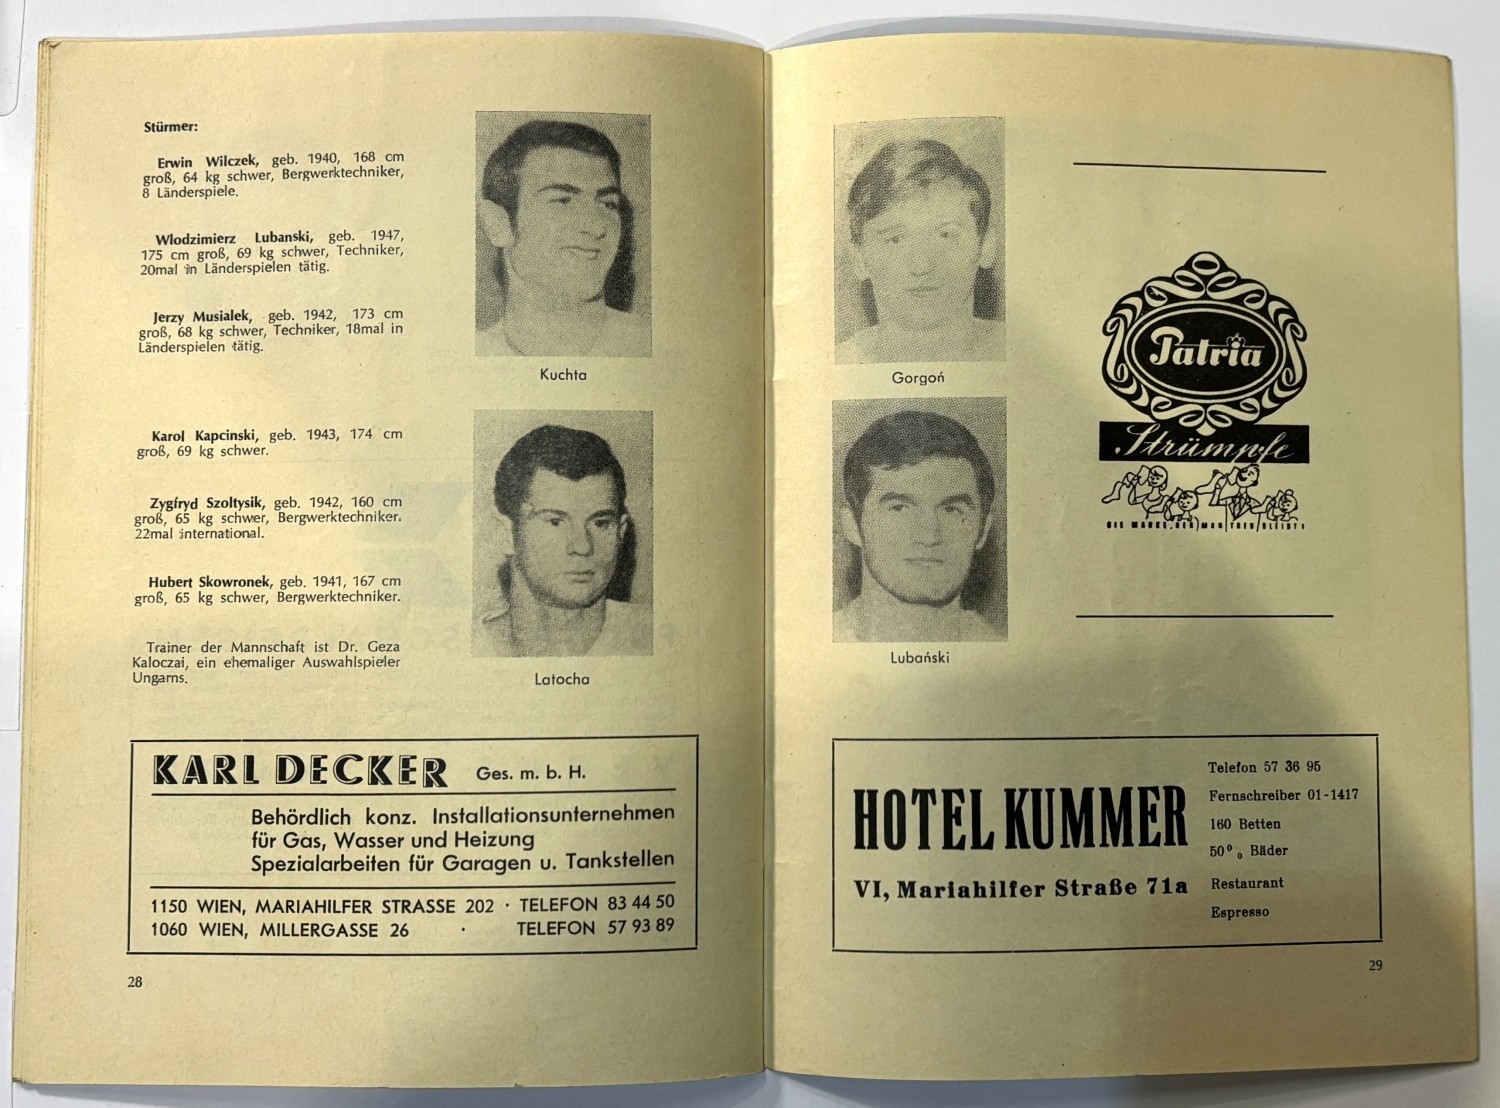 Stürmer:
Erwin Wilczek, geb. 1940, 168 cm
groß, 64 kg schwer, Bergwerktechniker,
8 Länderspiele.
Wlodzimierz Lubanski, geb. 1947,
175 cm groß, 69 kg schwer, Techniker,
20mal in Länderspielen tätig.
Jerzy Musialek, geb. 1942, 173 cm
groß, 68 kg schwer, Techniker, 18mal in
Länderspielen tätig.
Karol Kapcinski, geb. 1943, 174 cm
groß, 69 kg schwer.
Zygfryd Szoltysik, geb. 1942, 160 cm
groß, 65 kg schwer, Bergwerktechniker.
22mal international.
Hubert Skowronek, geb. 1941, 167 cm
groß, 65 kg schwer, Bergwerktechniker.
Trainer der Mannschaft ist Dr. Geza
Kaloczai, ein ehemaliger Auswahlspieler
Ungarns.
Kuchta
Latocha
KARL DECKER Ges. m. b. H.
Behördlich konz. Installationsunternehmen
für Gas, Wasser und Heizung
Spezialarbeiten für Garagen u. Tankstellen
1150 WIEN, MARIAHILFER STRASSE 202 · TELEFON 83 44 50
1060 WIEN, MILLERGASSE 26 · TELEFON 57 93 89
28
Gorgoń
Lubański
Patria
Strümpfe
DIE MARKE, DER MAN TREU BLEIBT!
HOTEL KUMMER
VI, Mariahilfer Straße 71a
Telefon 57 36 95
Fernschreiber 01-1417
160 Betten
50% Bäder
Restaurant
Espresso
29